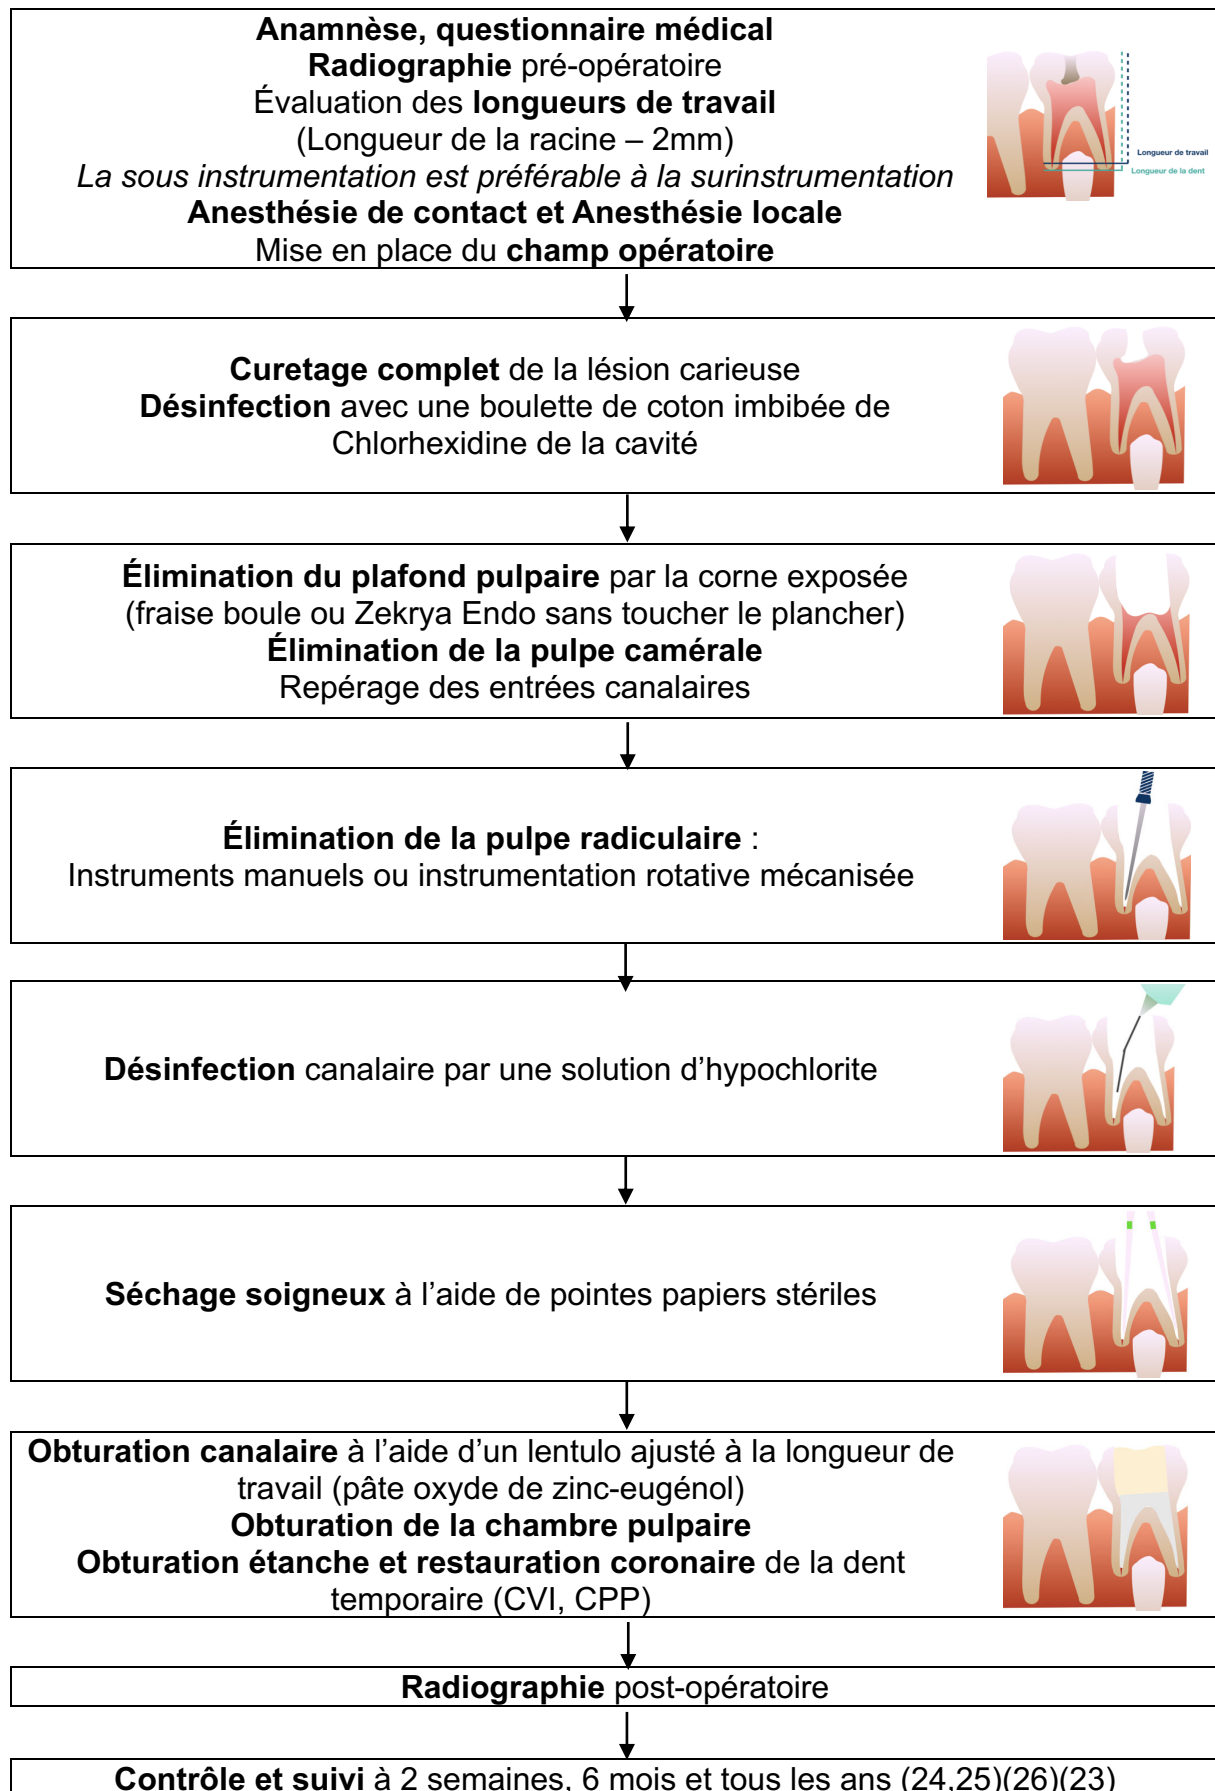 Anamnèse, questionnaire médical
Radiographie pré-opératoire
Évaluation des longueurs de travail
(Longueur de la racine – 2mm)
La sous instrumentation est préférable à la surinstrumentation
Anesthésie de contact et Anesthésie locale
Mise en place du champ opératoire
Longueur de travail
Longueur de la dent
Curetage complet de la lésion carieuse
Désinfection avec une boulette de coton imbibée de
Chlorhexidine de la cavité
Élimination du plafond pulpaire par la corne exposée
(fraise boule ou Zekrya Endo sans toucher le plancher)
Élimination de la pulpe camérale
Repérage des entrées canalaires
Élimination de la pulpe radiculaire :
Instruments manuels ou instrumentation rotative mécanisée
Désinfection canalaire par une solution d’hypochlorite
Séchage soigneux à l’aide de pointes papiers stériles
Obturation canalaire à l’aide d’un lentulo ajusté à la longueur de
travail (pâte oxyde de zinc-eugénol)
Obturation de la chambre pulpaire
Obturation étanche et restauration coronaire de la dent
temporaire (CVI, CPP)
Radiographie post-opératoire
Contrôle et suivi à 2 semaines, 6 mois et tous les ans (24,25)(26)(23)